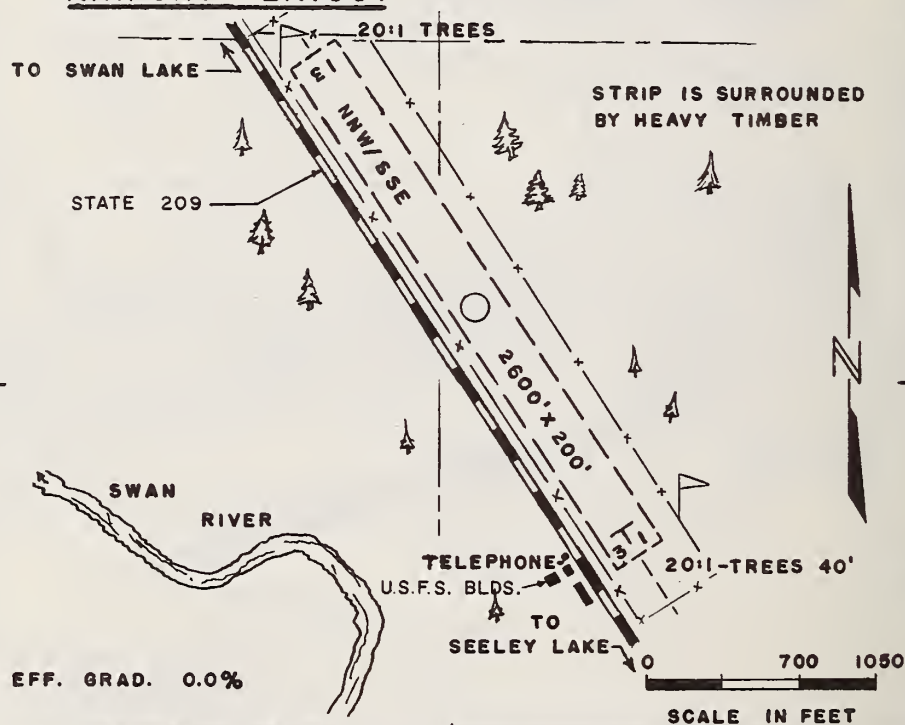 20:1 TREES
TO SWAN LAKE
STRIP IS SURROUNDED
BY HEAVY TIMBER
NNW/SSE
STATE 209
N
2600' X 200'
SWAN
RIVER
TELEPHONE
U.S.F.S. BLDS.
20:1-TREES 40'
TO
SEELEY LAKE
0 700 1050
EFF. GRAD. 0.0%
SCALE IN FEET